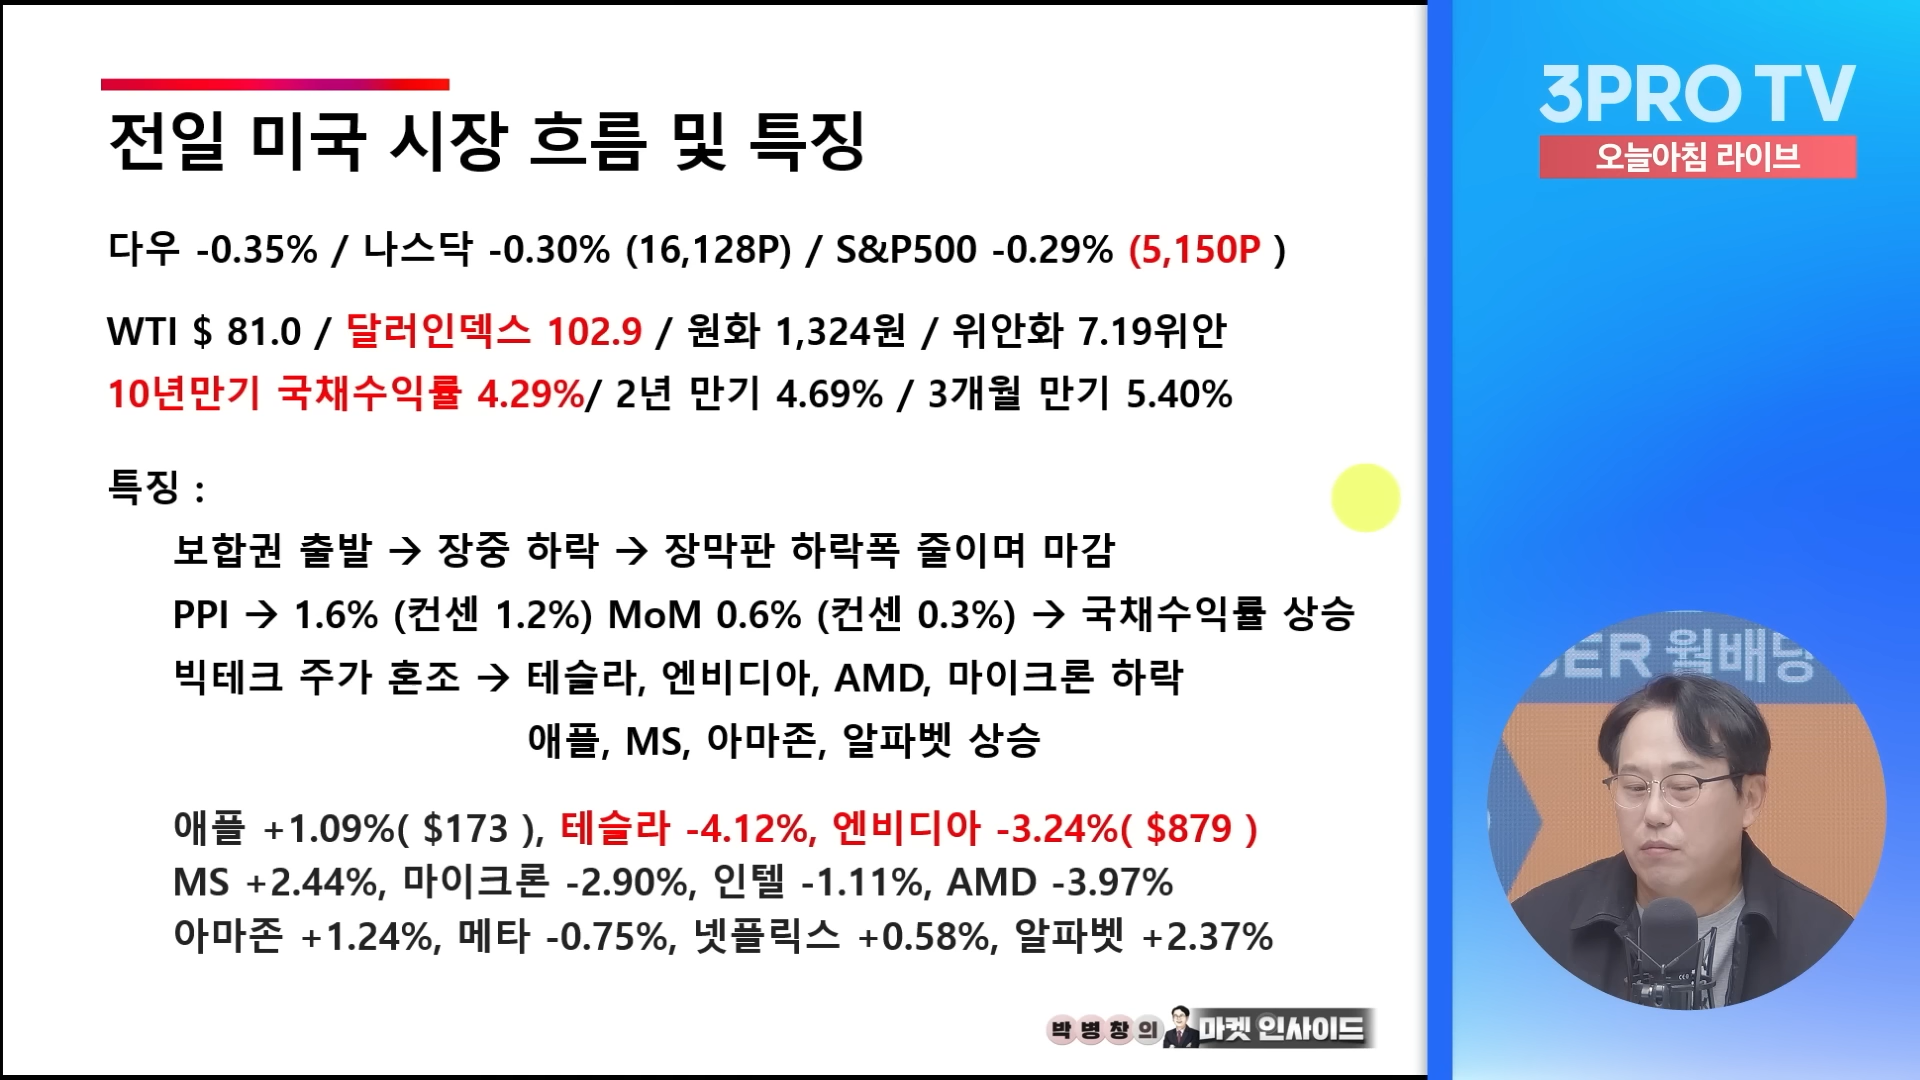 전일 미국 시장 흐름 및 특징
다우 -0.35% / 나스닥 -0.30% (16,128P) / S&P500 -0.29% (5,150P )
WTI $ 81.0 / 달러인덱스 102.9 / 원화 1,324원 / 위안화 7.19위안
10년만기 국채수익률 4.29%/ 2년 만기 4.69% / 3개월 만기 5.40%
특징 :
보합권 출발 → 장중 하락 → 장막판 하락폭 줄이며 마감
PPI → 1.6% (컨센 1.2%) MoM 0.6% (컨센 0.3%) → 국채수익률 상승
빅테크 주가 혼조 → 테슬라, 엔비디아, AMD, 마이크론 하락
애플, MS, 아마존, 알파벳 상승
애플 +1.09%( $173 ), 테슬라 -4.12%, 엔비디아 -3.24%( $879 )
MS +2.44%, 마이크론 -2.90%, 인텔 -1.11%, AMD -3.97%
아마존 +1.24%, 메타 -0.75%, 넷플릭스 +0.58%, 알파벳 +2.37%
박병창의 마켓 인사이드
3PRO TV
오늘아침 라이브
월배당